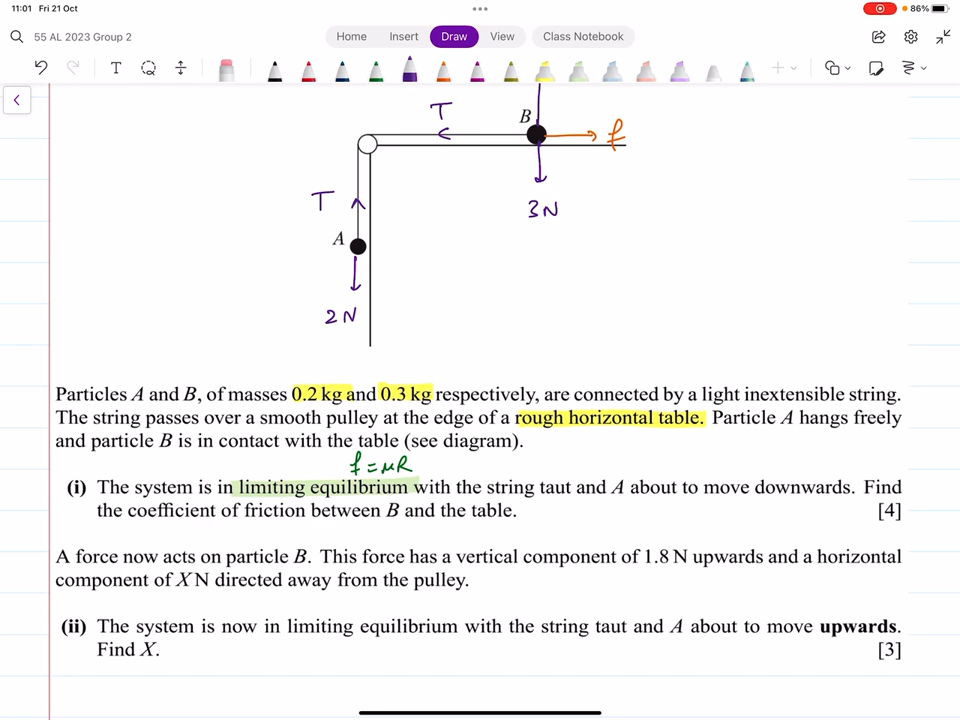 11:01 Fri 21 Oct
86%
55 AL 2023 Group 2
Home Insert Draw View Class Notebook
T
B
f
T
3N
A
2N
Particles A and B, of masses 0.2 kg and 0.3 kg respectively, are connected by a light inextensible string.
The string passes over a smooth pulley at the edge of a rough horizontal table. Particle A hangs freely
and particle B is in contact with the table (see diagram).
f = μR
(i) The system is in limiting equilibrium with the string taut and A about to move downwards. Find
the coefficient of friction between B and the table. [4]
A force now acts on particle B. This force has a vertical component of 1.8 N upwards and a horizontal
component of X N directed away from the pulley.
(ii) The system is now in limiting equilibrium with the string taut and A about to move upwards.
Find X. [3]